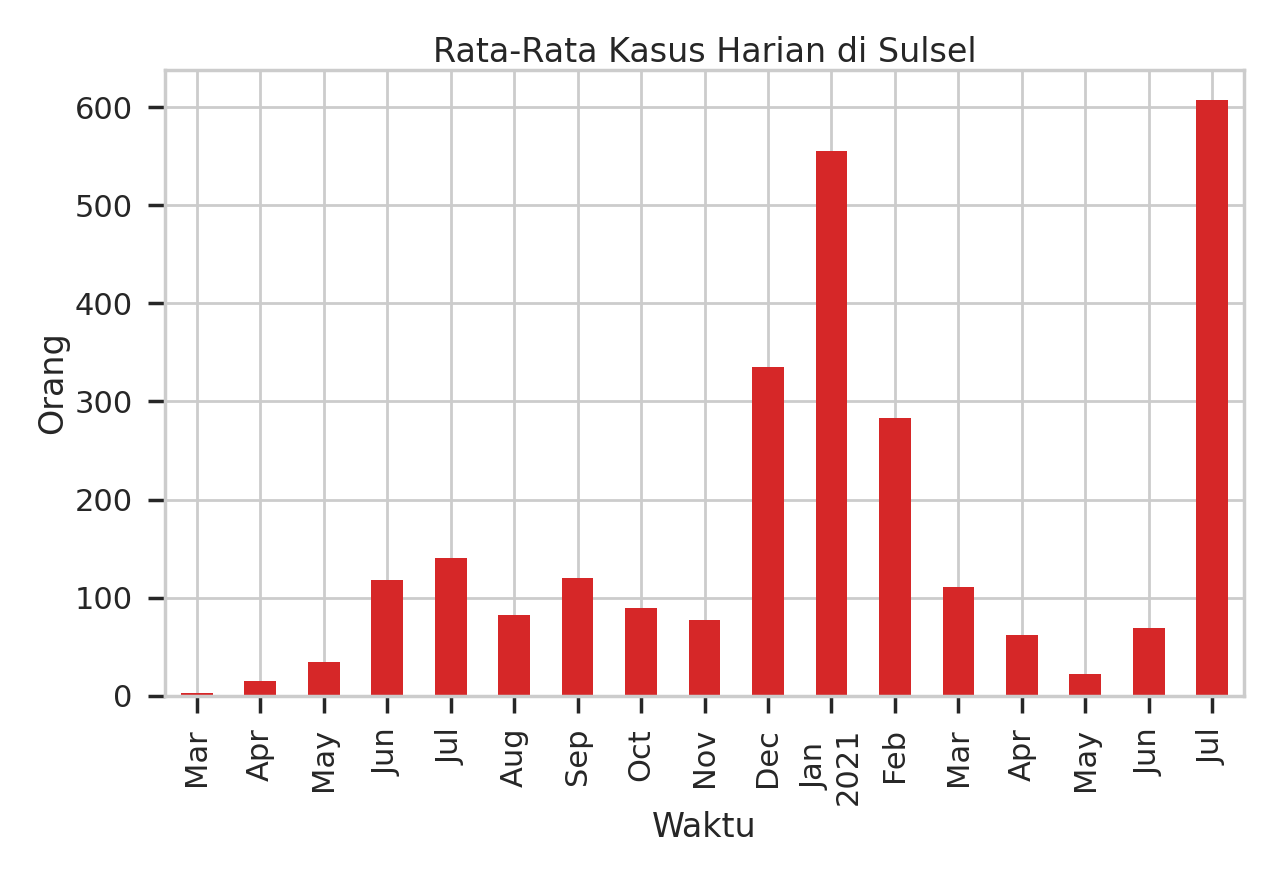 Rata-Rata Kasus Harian di Sulsel
600
500
400
300
200
100
0
Orang
Mar
Apr
May
Jun
Jul
Aug
Sep
Oct
Nov
Dec
Jan
2021
Feb
Mar
Apr
May
Jun
Jul
Waktu